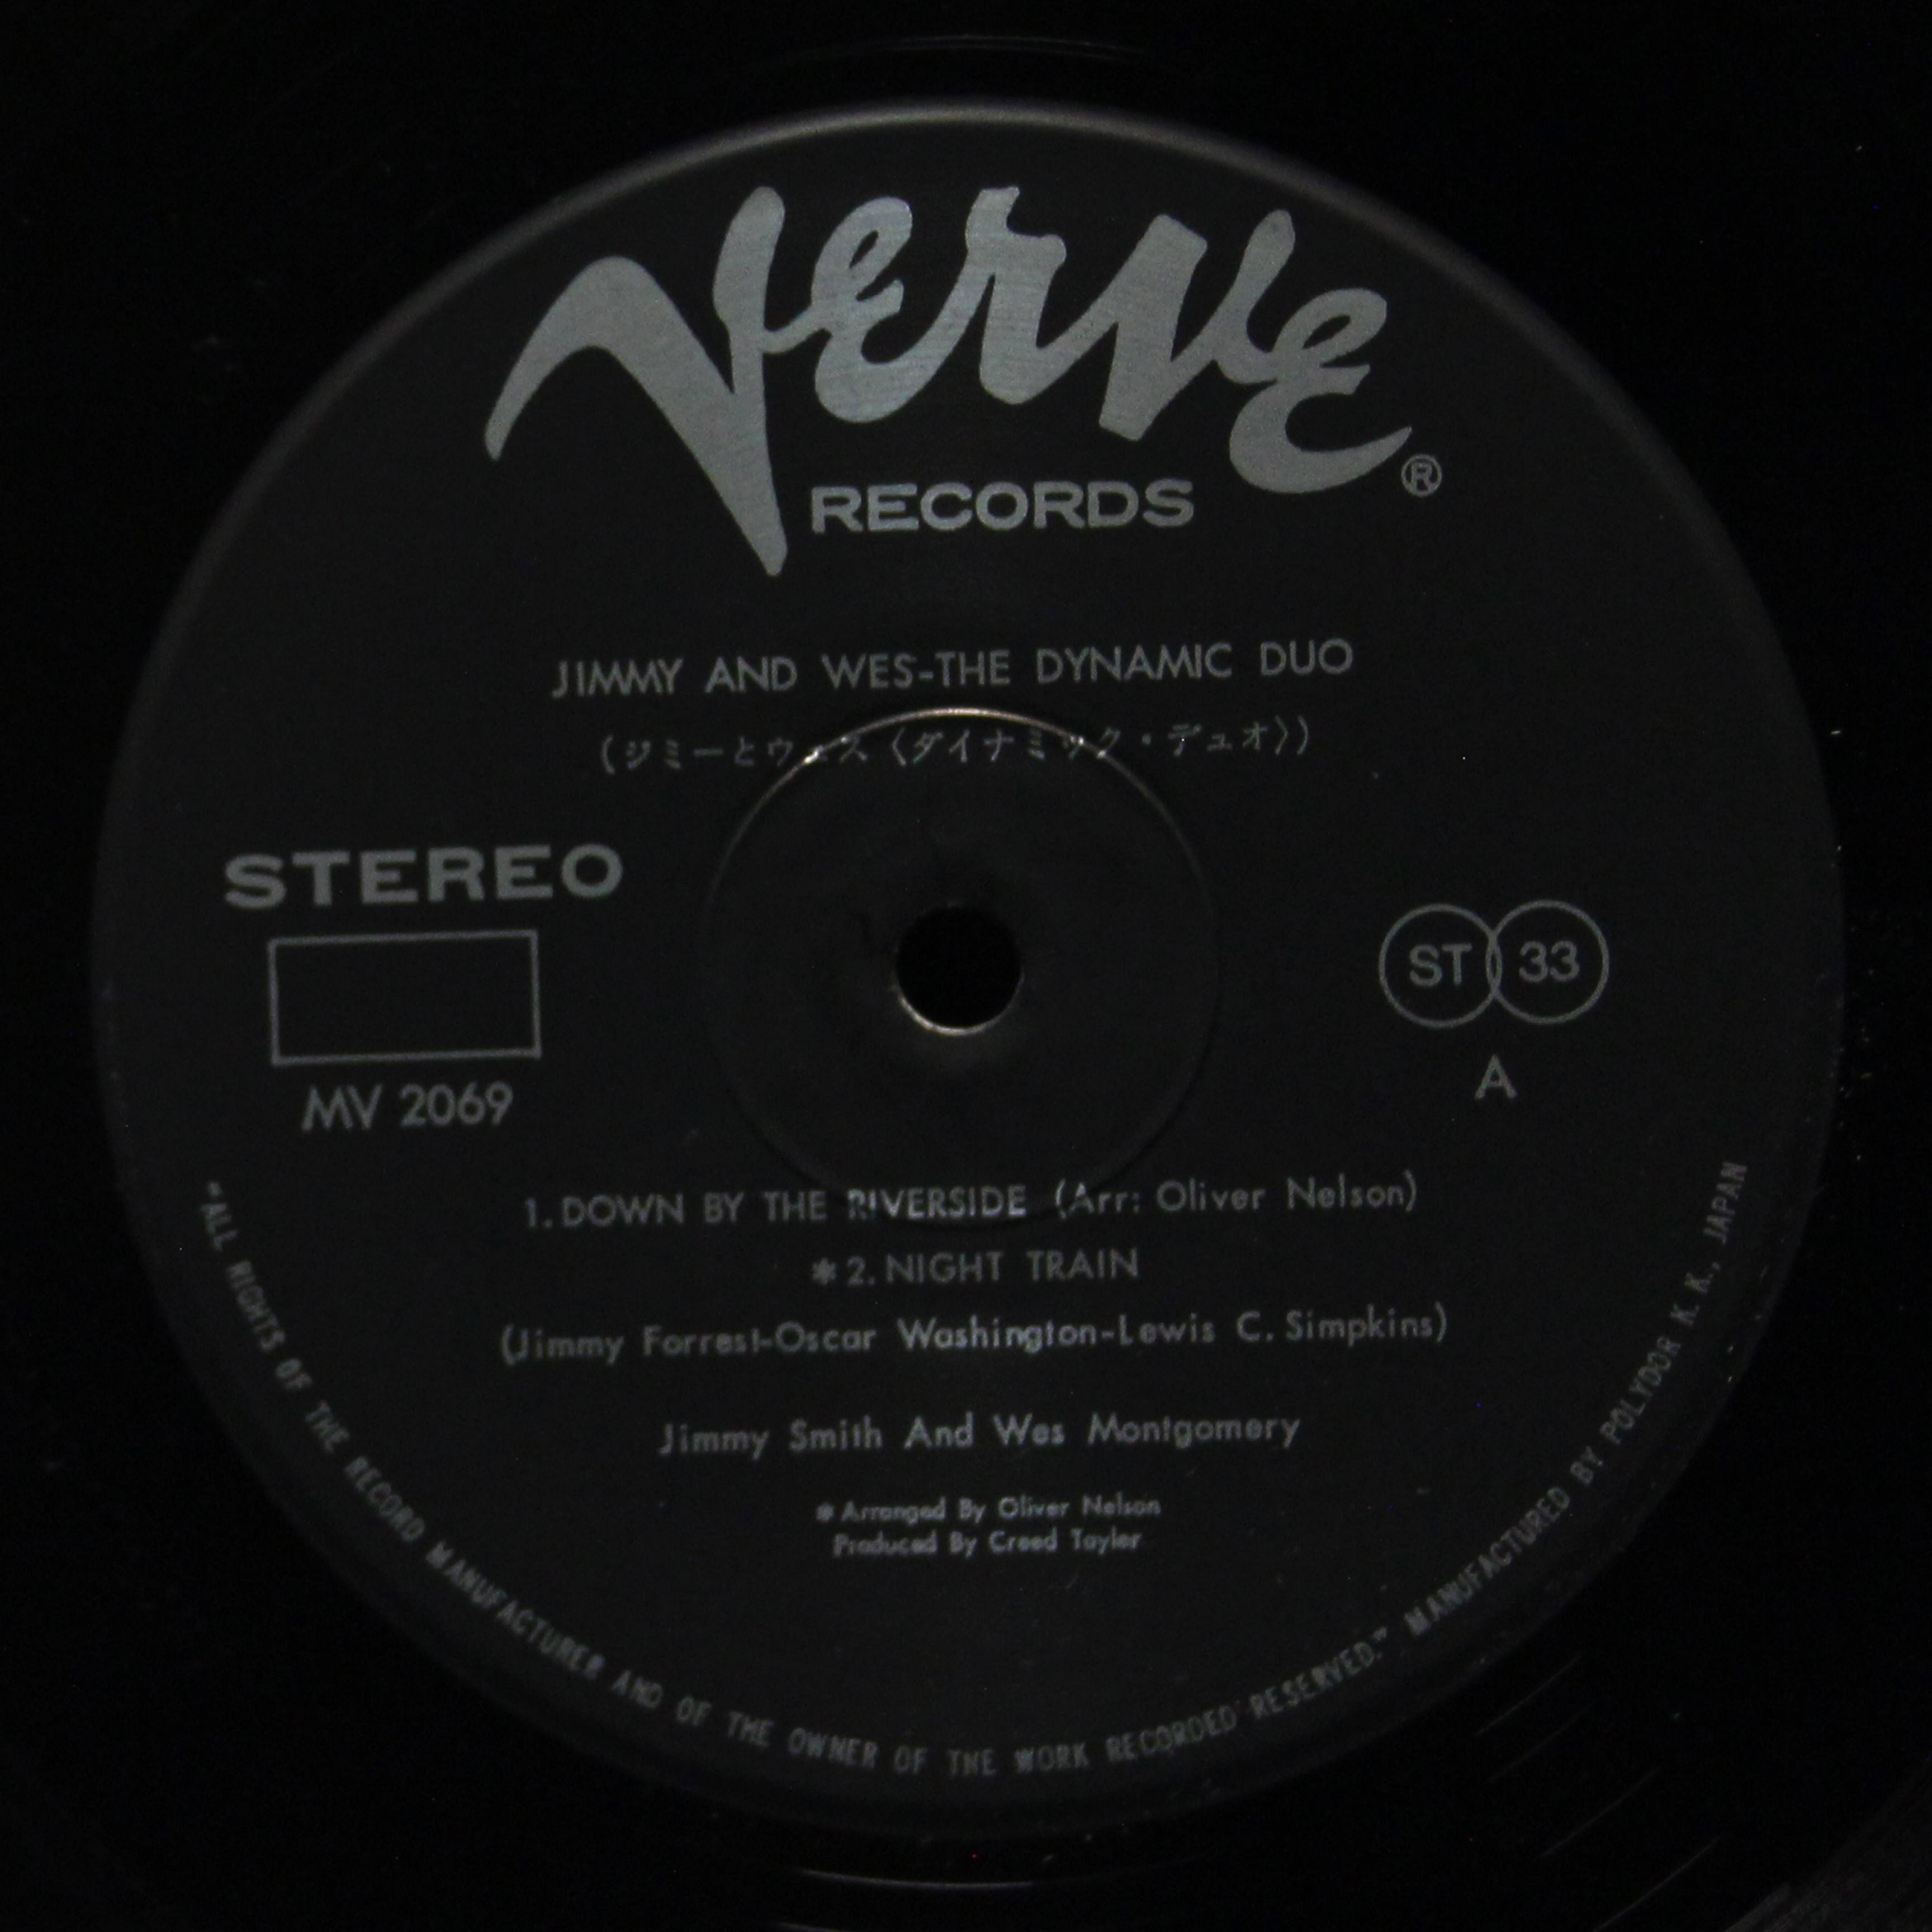 Verve
RECORDS ®
JIMMY AND WES-THE DYNAMIC DUO
(ジミーとウェス〈ダイナミック・デュオ〉)
STEREO
MV 2069
ST 33
A
1. DOWN BY THE RIVERSIDE (Arr: Oliver Nelson)
* 2. NIGHT TRAIN
(Jimmy Forrest-Oscar Washington-Lewis C. Simpkins)
Jimmy Smith And Wes Montgomery
* Arranged By Oliver Nelson
Produced By Creed Taylor
"ALL RIGHTS OF THE RECORD MANUFACTURER AND OF THE OWNER OF THE WORK RECORDED RESERVED." MANUFACTURED BY POLYDOR K. K., JAPAN